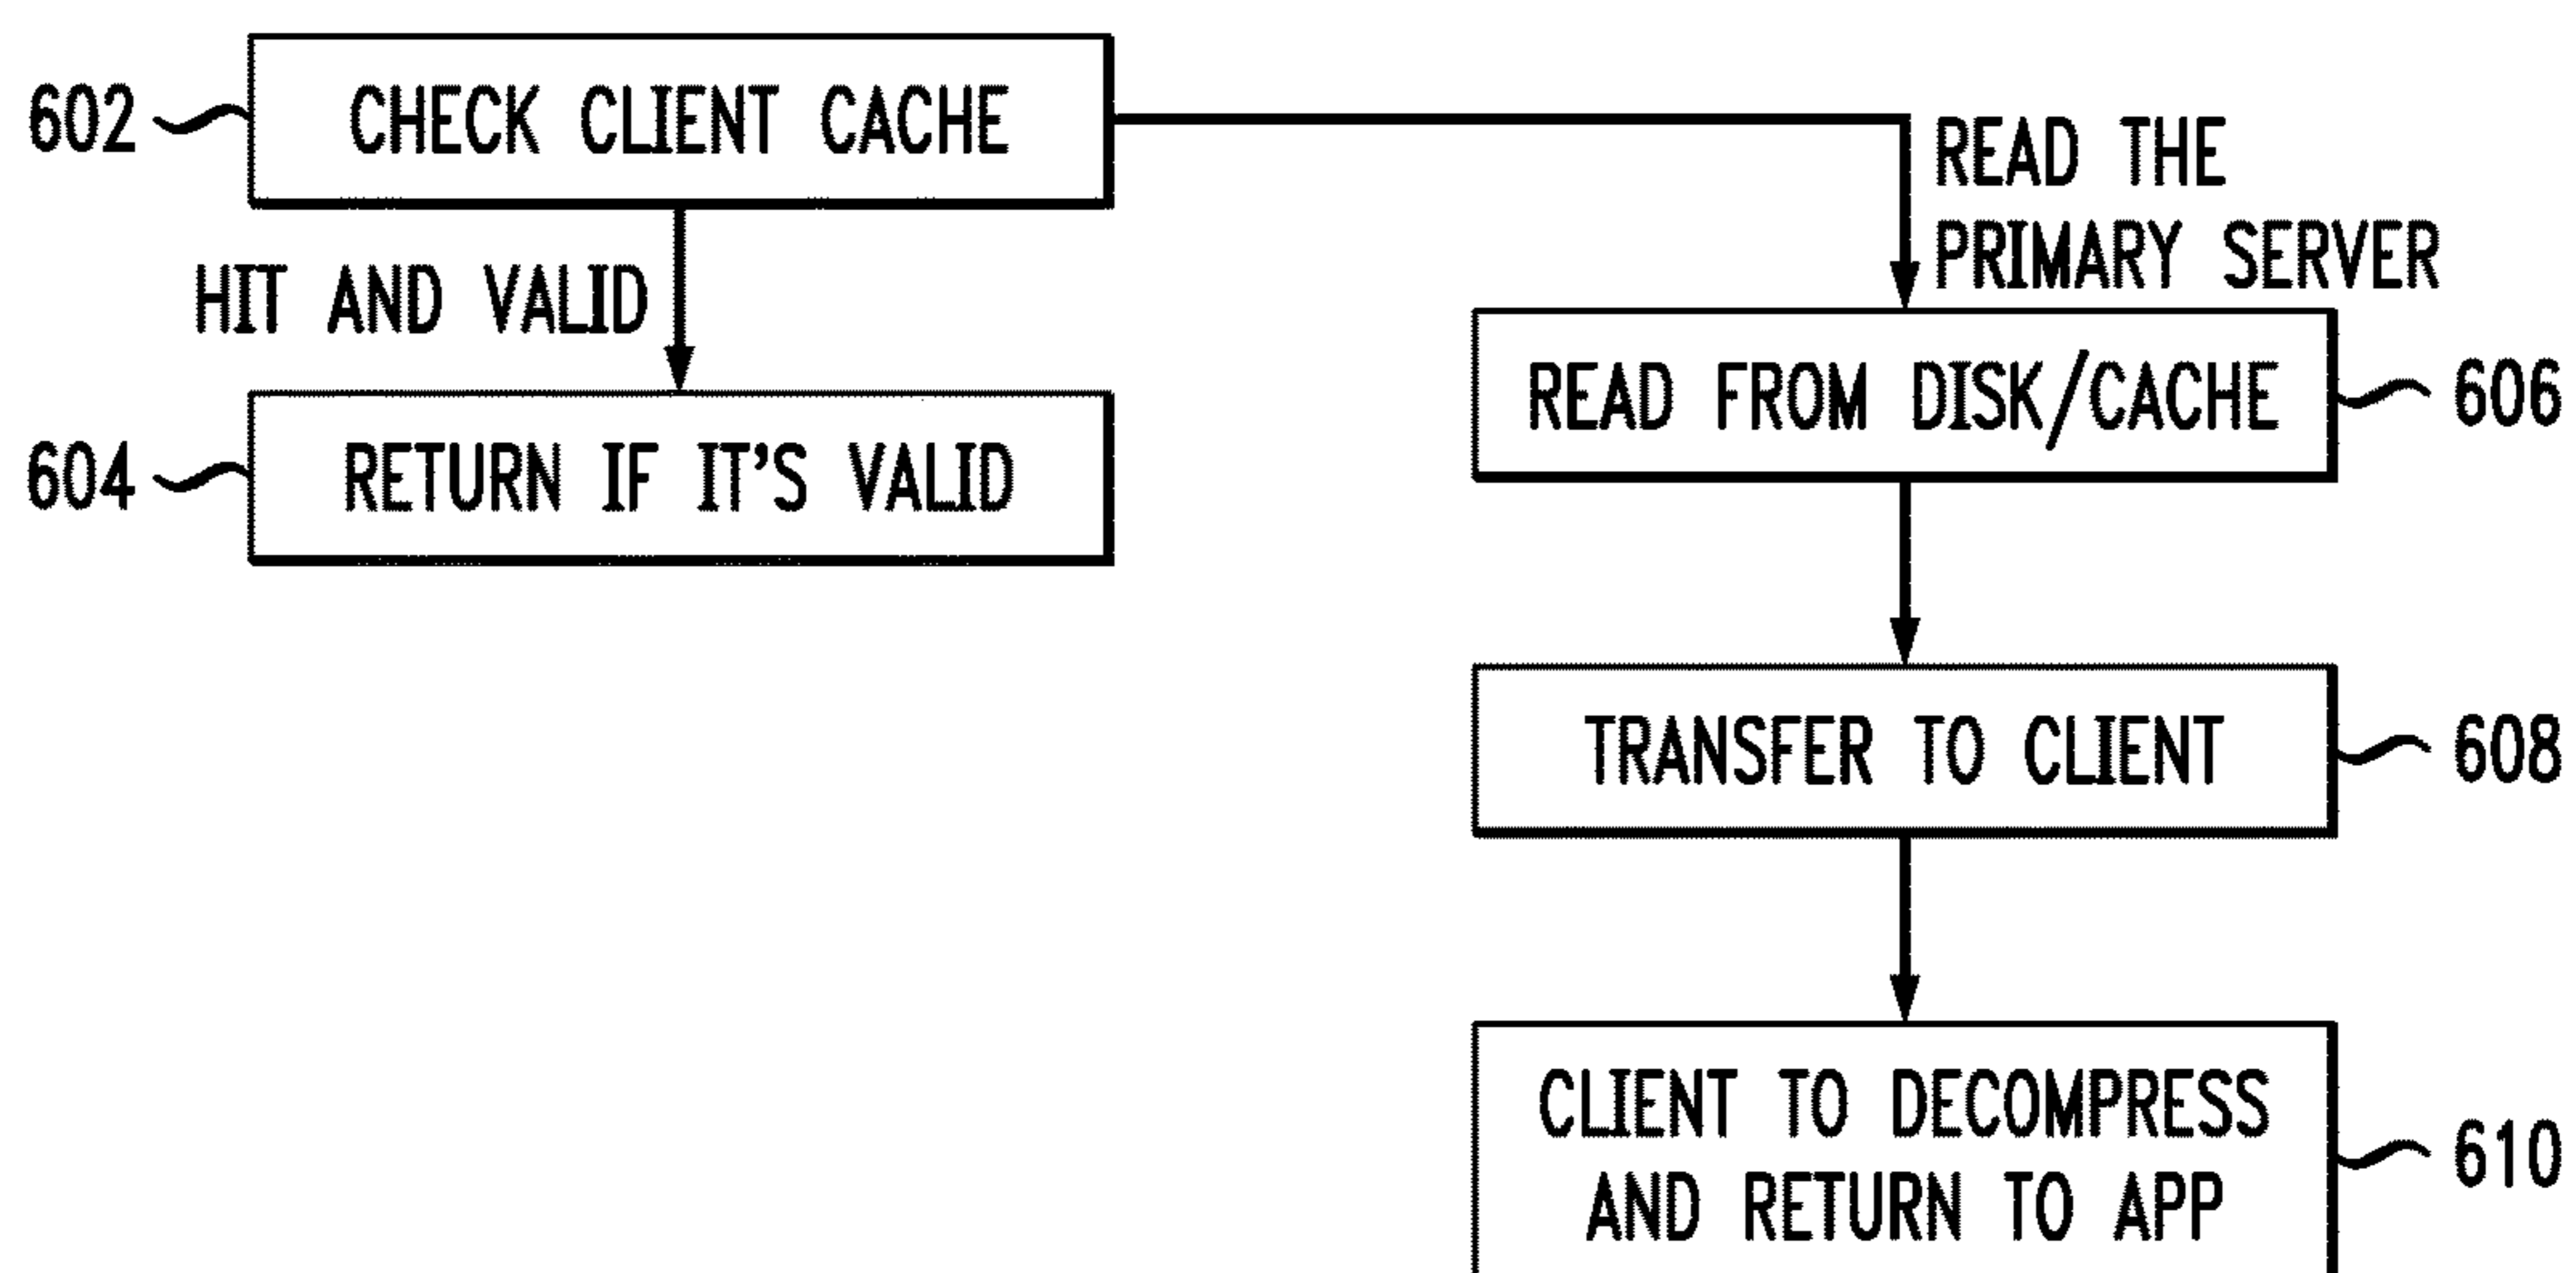 602
CHECK CLIENT CACHE
READ THE
PRIMARY SERVER
HIT AND VALID
604
RETURN IF IT'S VALID
READ FROM DISK/CACHE
606
TRANSFER TO CLIENT
608
CLIENT TO DECOMPRESS
AND RETURN TO APP
610